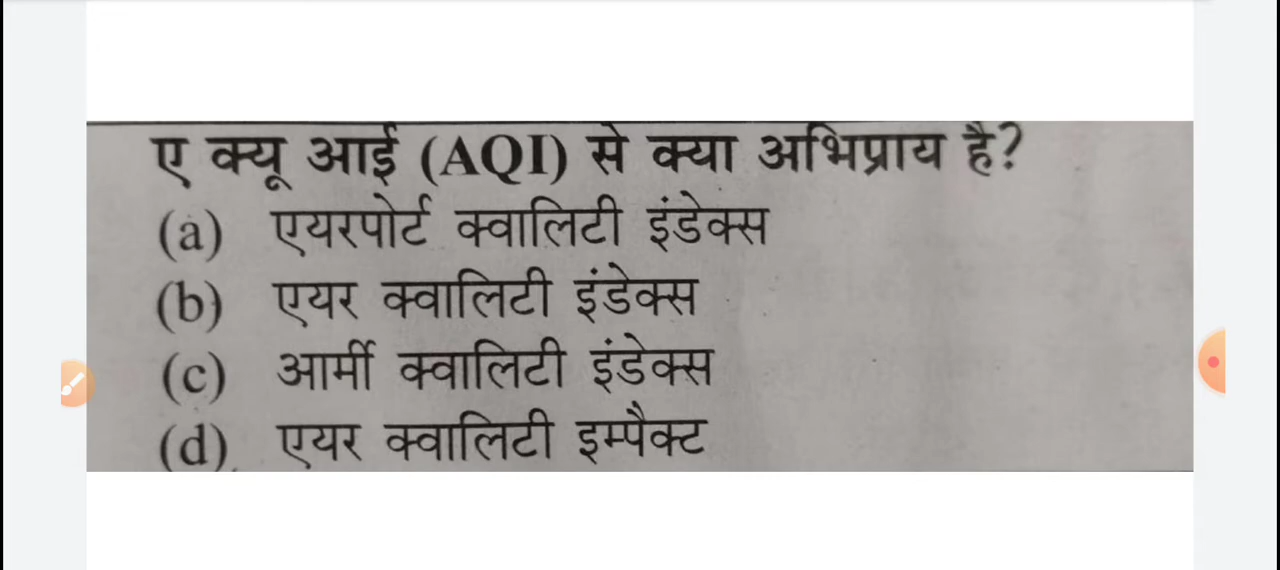 ए क्यू आई (AQI) से क्या अभिप्राय है?
(a) एयरपोर्ट क्वालिटी इंडेक्स
(b) एयर क्वालिटी इंडेक्स
(c) आर्मी क्वालिटी इंडेक्स
(d) एयर क्वालिटी इम्पैक्ट